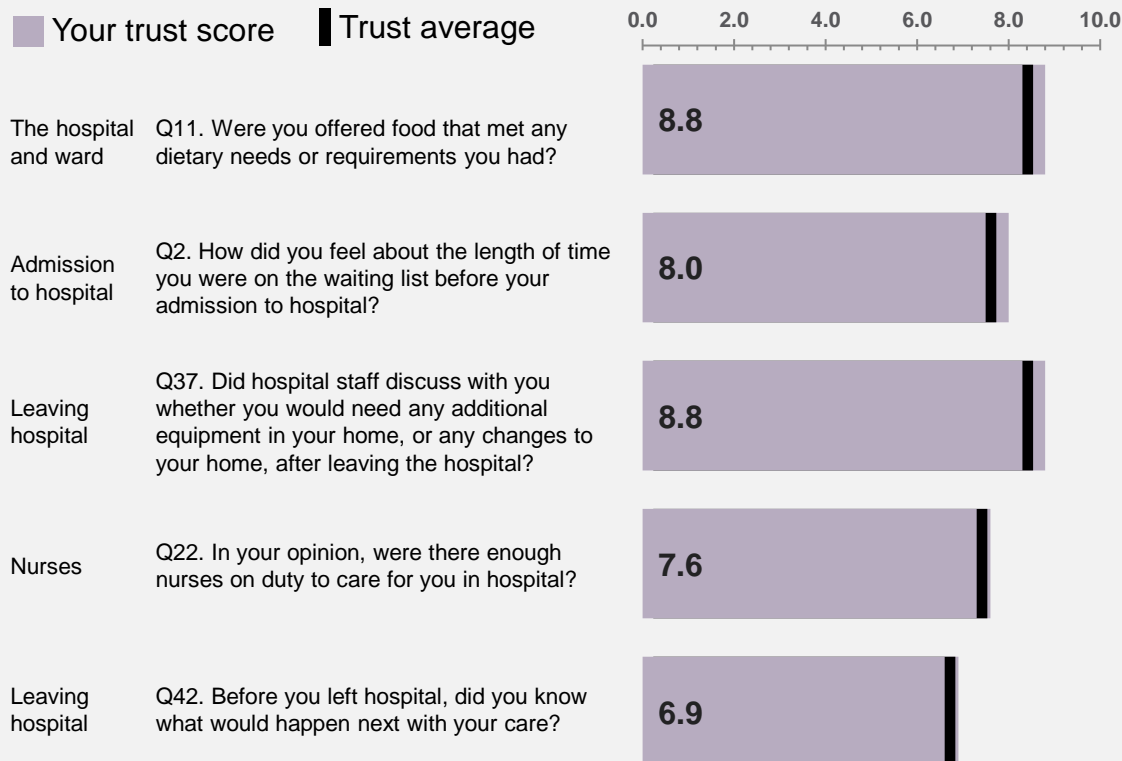 Your trust score
Trust average
0.0 2.0 4.0 6.0 8.0 10.0
The hospital
and ward
Q11. Were you offered food that met any
dietary needs or requirements you had?
8.8
Admission
to hospital
Q2. How did you feel about the length of time
you were on the waiting list before your
admission to hospital?
8.0
Leaving
hospital
Q37. Did hospital staff discuss with you
whether you would need any additional
equipment in your home, or any changes to
your home, after leaving the hospital?
8.8
Nurses
Q22. In your opinion, were there enough
nurses on duty to care for you in hospital?
7.6
Leaving
hospital
Q42. Before you left hospital, did you know
what would happen next with your care?
6.9